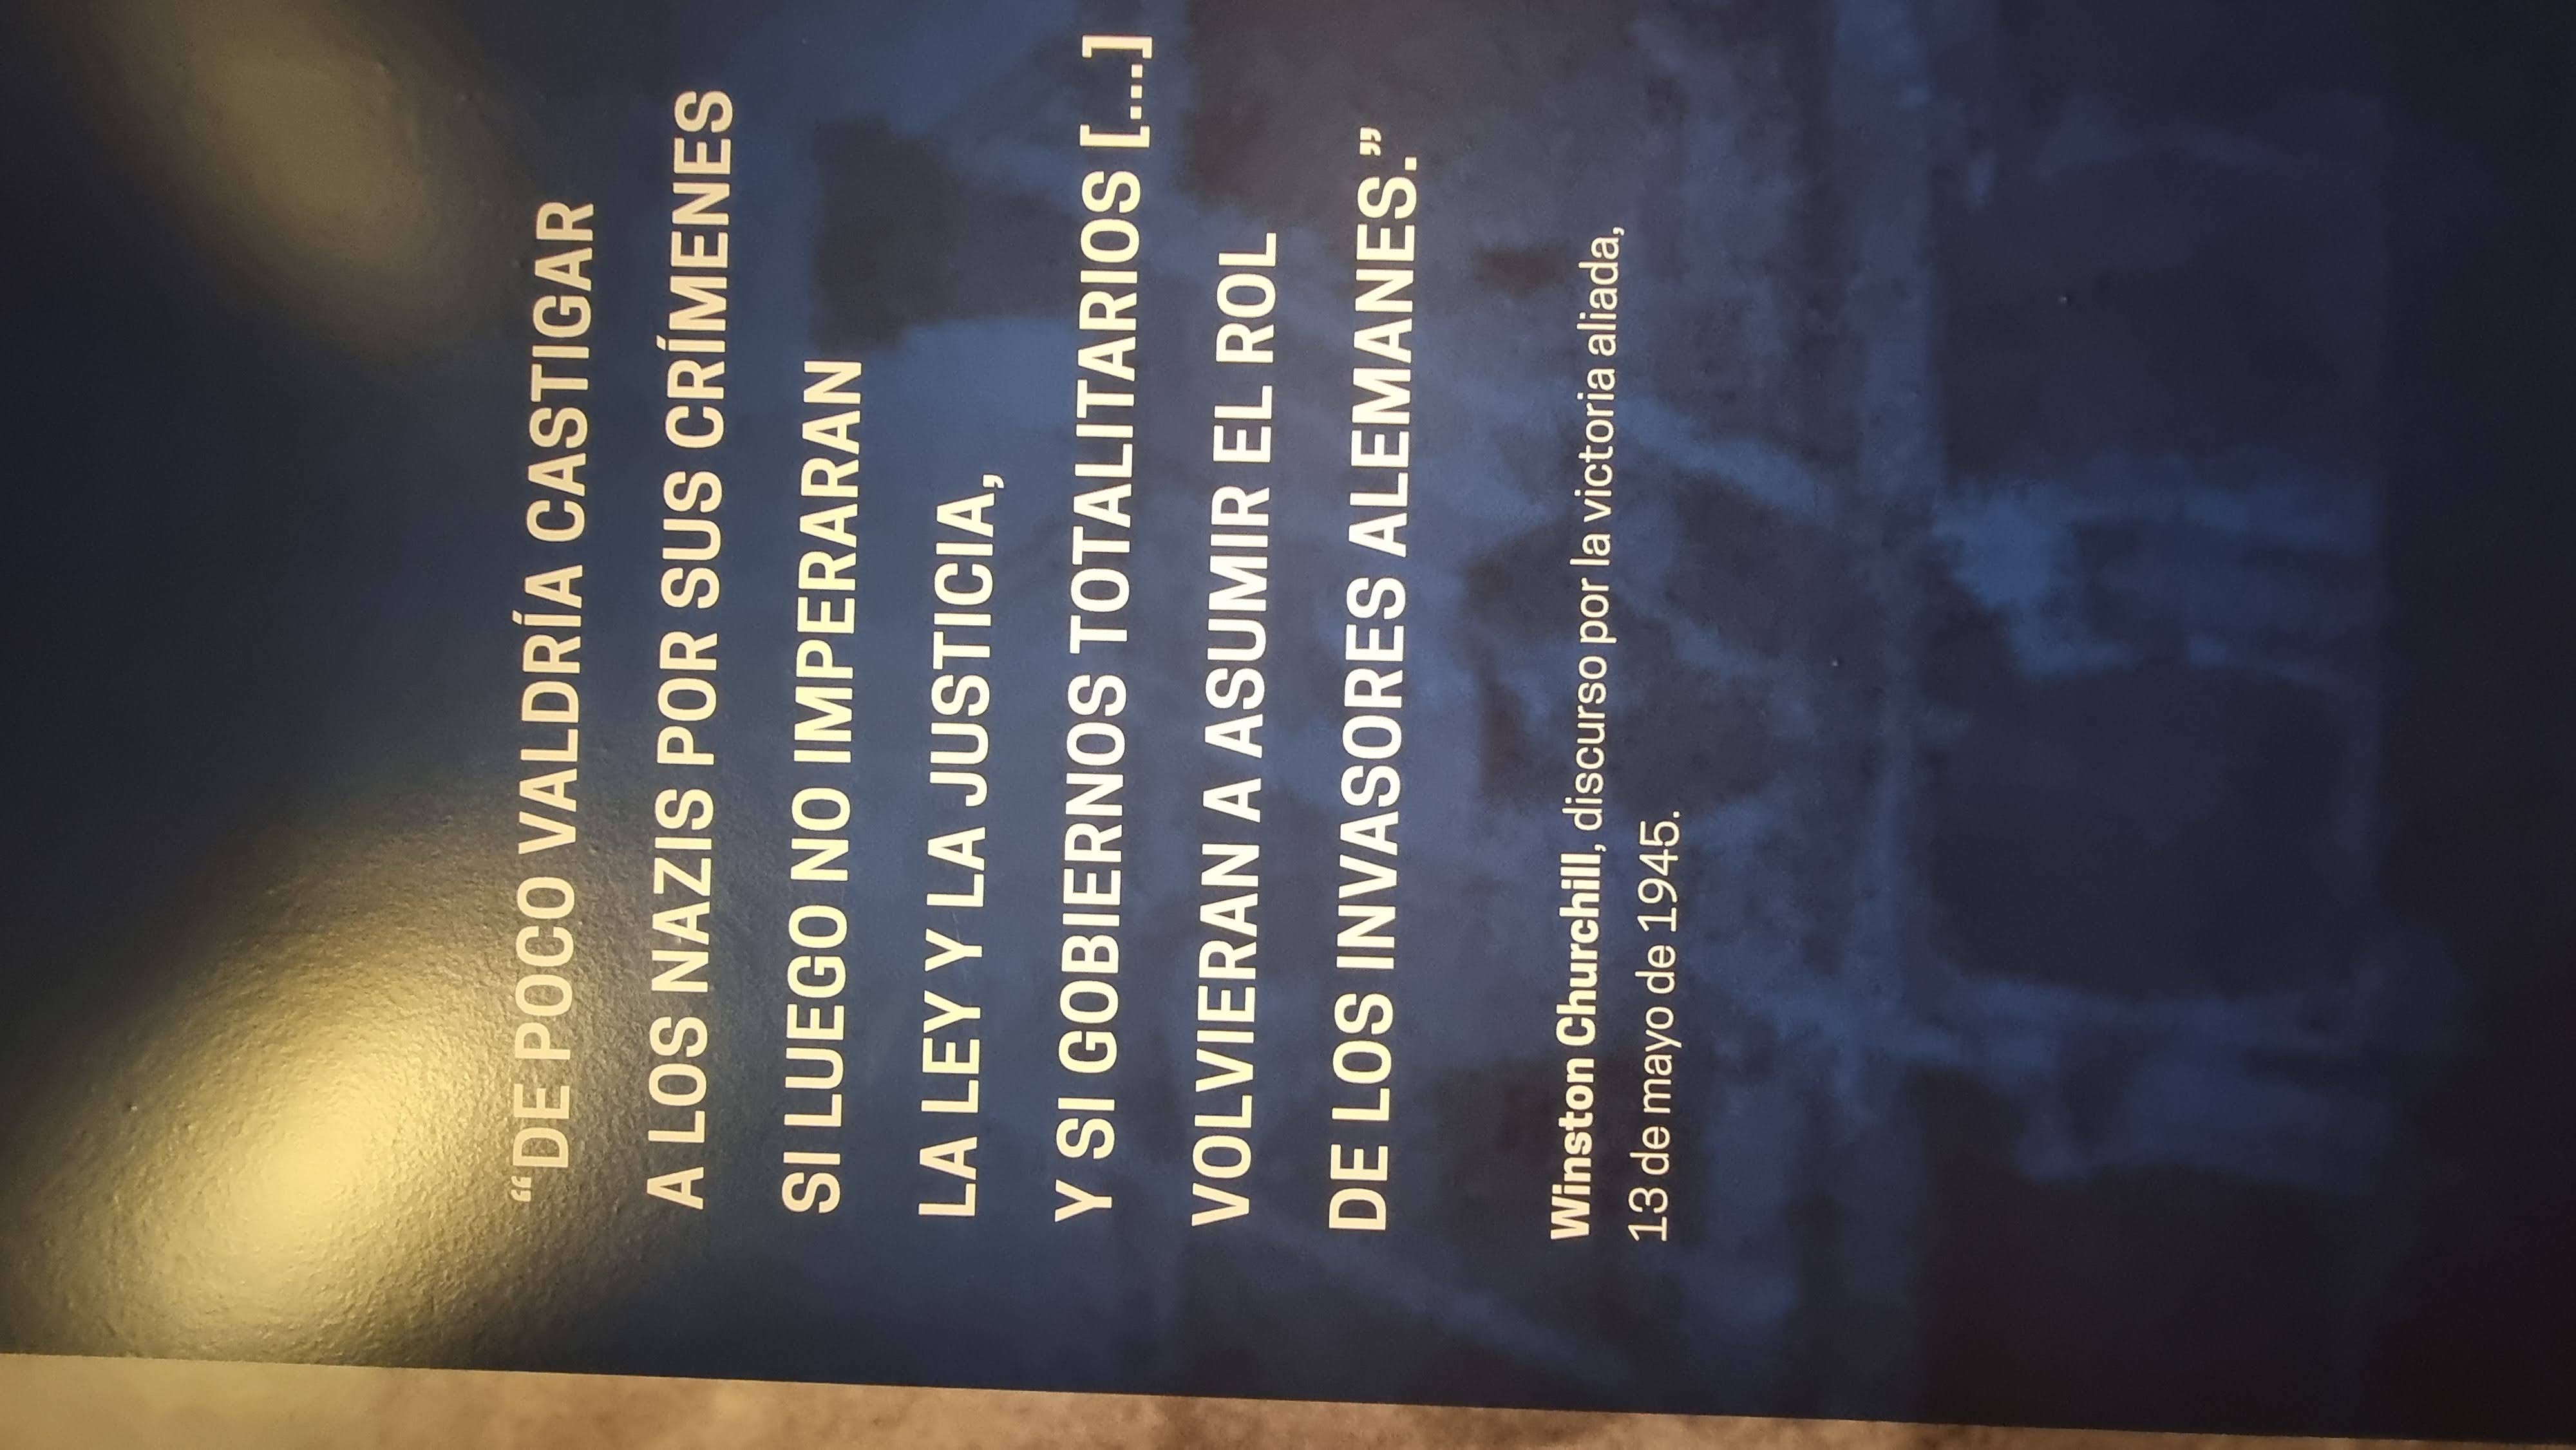 “DE POCO VALDRÍA CASTIGAR
A LOS NAZIS POR SUS CRÍMENES
SI LUEGO NO IMPERARAN
LA LEY Y LA JUSTICIA,
Y SI GOBIERNOS TOTALITARIOS [...]
VOLVIERAN A ASUMIR EL ROL
DE LOS INVASORES ALEMANES.”
Winston Churchill, discurso por la victoria aliada,
13 de mayo de 1945.